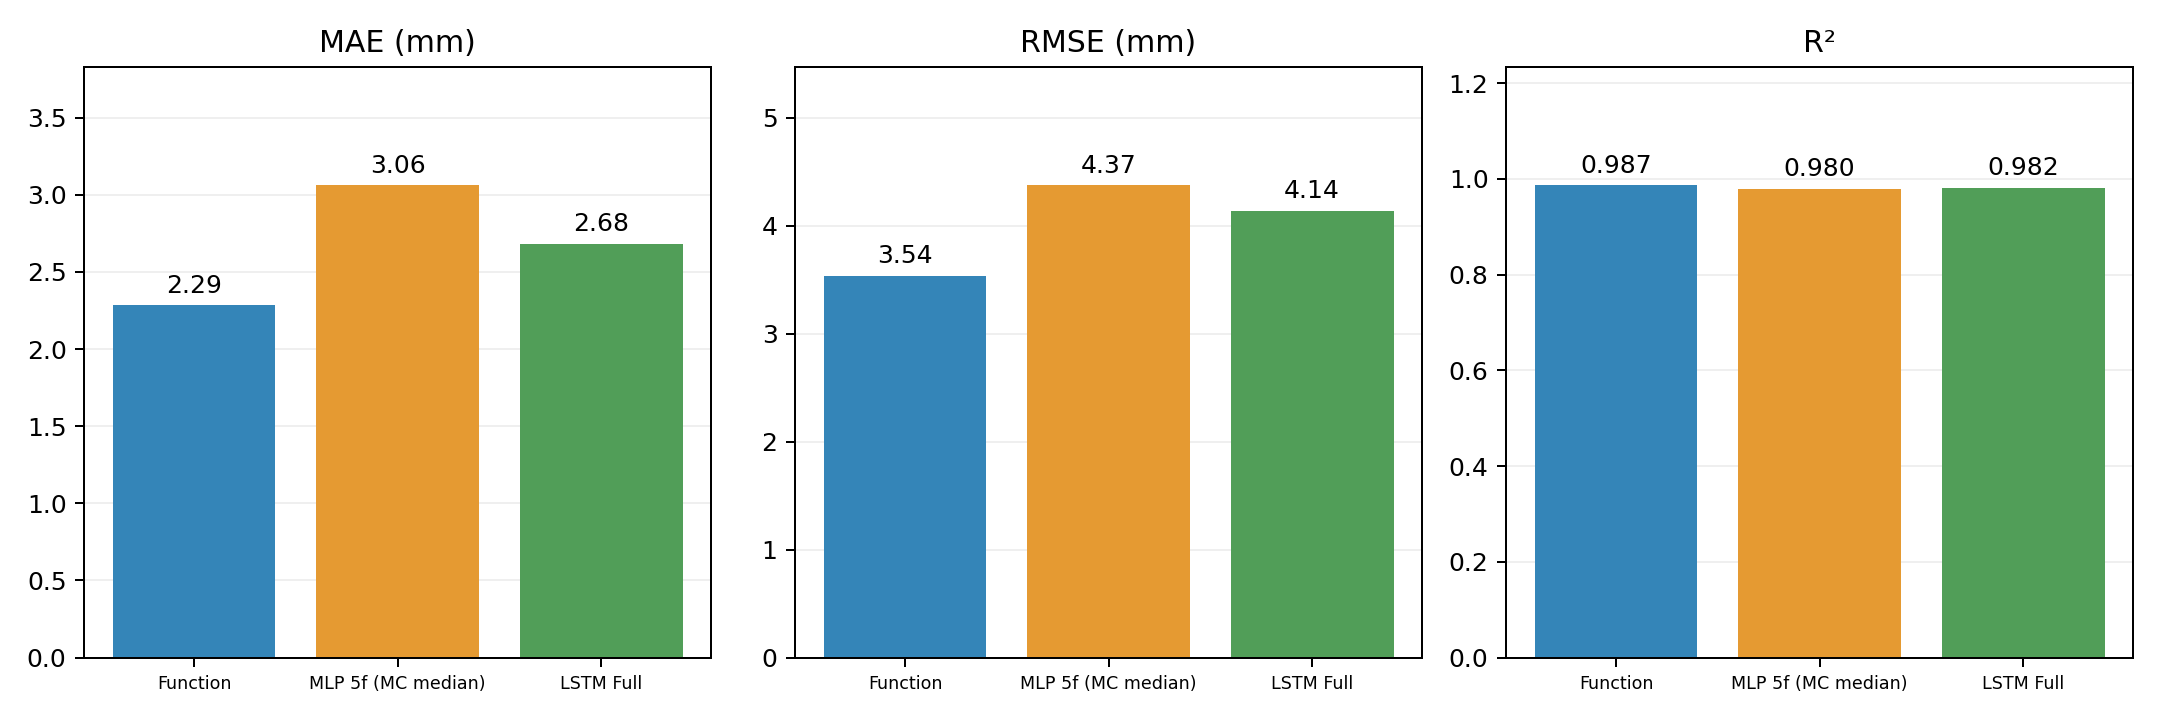 MAE (mm)
3.5
3.0
2.5
2.0
1.5
1.0
0.5
0.0
2.29
3.06
2.68
Function
MLP 5f (MC median)
LSTM Full
RMSE (mm)
5
4
3
2
1
0
3.54
4.37
4.14
Function
MLP 5f (MC median)
LSTM Full
R²
1.2
1.0
0.8
0.6
0.4
0.2
0.0
0.987
0.980
0.982
Function
MLP 5f (MC median)
LSTM Full